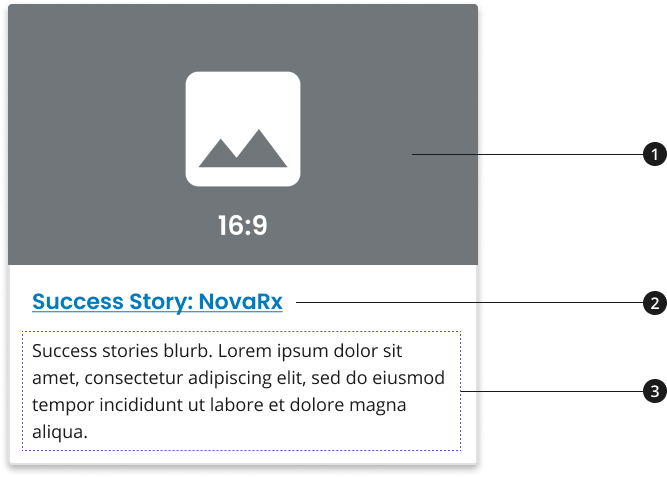 16:9
1
Success Story: NovaRx
2
Success stories blurb. Lorem ipsum dolor sit
amet, consectetur adipiscing elit, sed do eiusmod
tempor incididunt ut labore et dolore magna
aliqua.
3